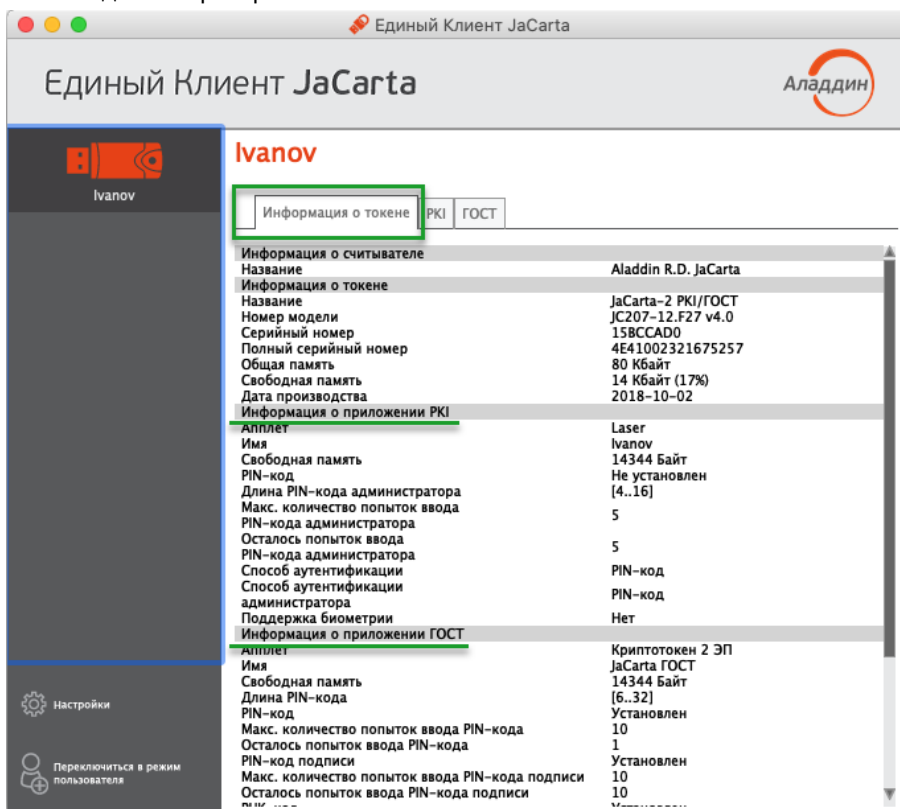 Единый Клиент JaCarta
Единый Клиент JaCarta
Аладдин
Ivanov
Ivanov
Информация о токене PKI ГОСТ
Информация о считывателе
Название Aladdin R.D. JaCarta
Информация о токене
Название JaCarta-2 PKI/ГОСТ
Номер модели JC207-12.F27 v4.0
Серийный номер 15BCCAD0
Полный серийный номер 4E41002321675257
Общая память 80 Кбайт
Свободная память 14 Кбайт (17%)
Дата производства 2018-10-02
Информация о приложении PKI
Апплет Laser
Имя Ivanov
Свободная память 14344 Байт
PIN-код Не установлен
Длина PIN-кода администратора [4..16]
Макс. количество попыток ввода
PIN-кода администратора 5
Осталось попыток ввода
PIN-кода администратора 5
Способ аутентификации PIN-код
Способ аутентификации
администратора PIN-код
Поддержка биометрии Нет
Информация о приложении ГОСТ
Апплет Криптотокен 2 ЭП
Имя JaCarta ГОСТ
Свободная память 14344 Байт
Длина PIN-кода [6..32]
PIN-код Установлен
Макс. количество попыток ввода PIN-кода 10
Осталось попыток ввода PIN-кода 1
PIN-код подписи Установлен
Макс. количество попыток ввода PIN-кода подписи 10
Осталось попыток ввода PIN-кода подписи 10
Настройки
Переключиться в режим
пользователя